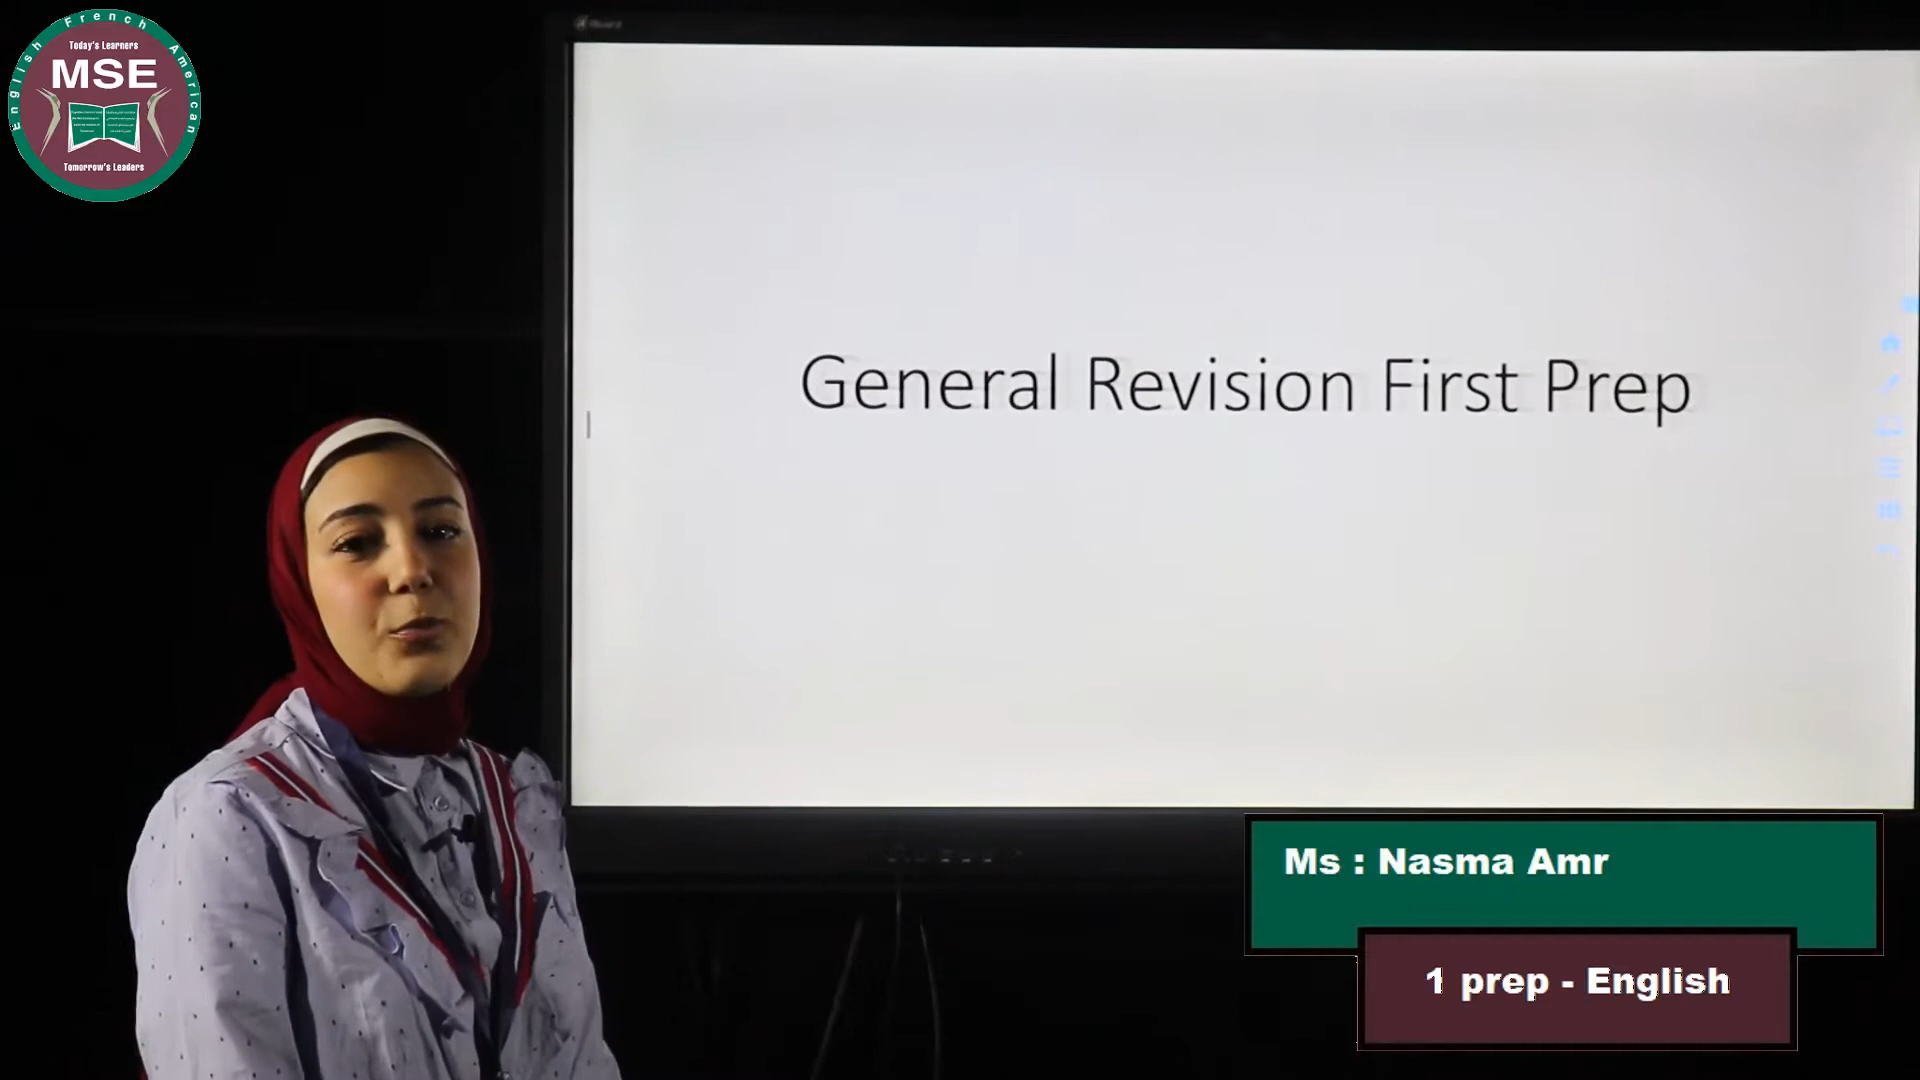 English French American
Today's Learners
MSE
Tomorrow's Leaders
General Revision First Prep
Ms : Nasma Amr
1 prep - English